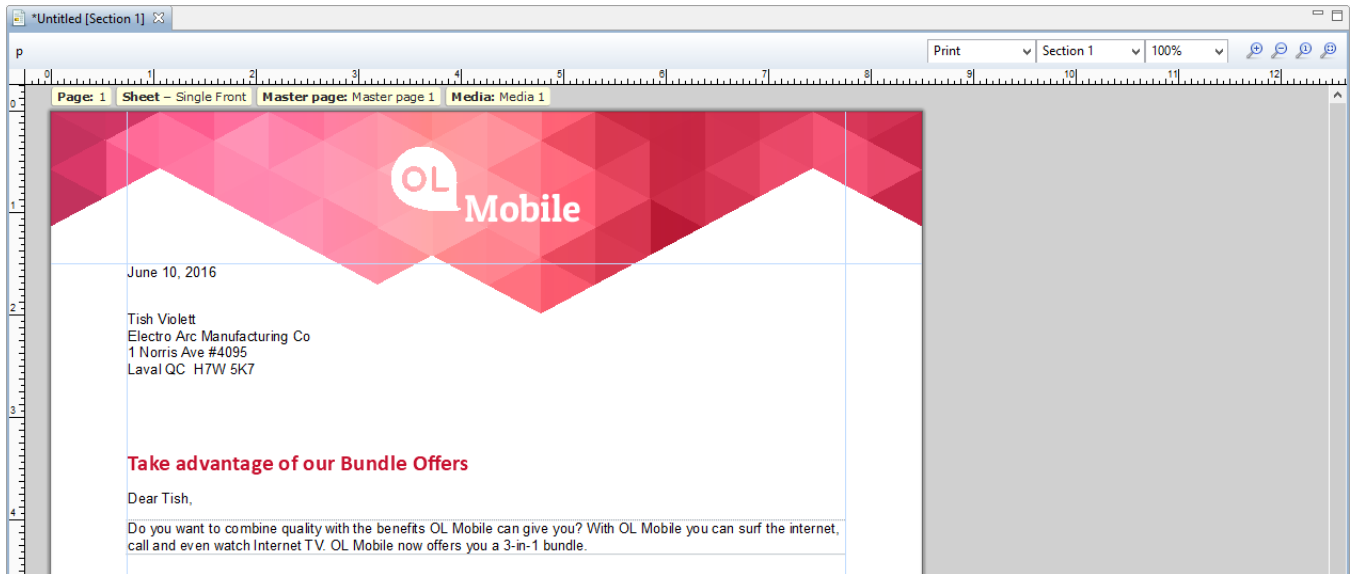 *Untitled [Section 1]
p
Print Section 1 100%
0 1 2 3 4 5 6 7 8 9 10 11 12
Page: 1 Sheet – Single Front Master page: Master page 1 Media: Media 1
0
OL
Mobile
1
June 10, 2016
2
Tish Violett
Electro Arc Manufacturing Co
1 Norris Ave #4095
Laval QC  H7W 5K7
3
Take advantage of our Bundle Offers
Dear Tish,
4
Do you want to combine quality with the benefits OL Mobile can give you? With OL Mobile you can surf the internet,
call and even watch Internet TV. OL Mobile now offers you a 3-in-1 bundle.